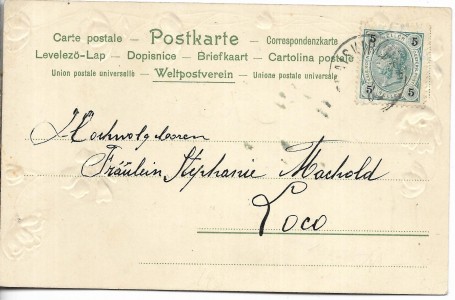 Carte postale – Postkarte – Correspondenzkarte
Levelező-Lap – Dopisnice – Briefkaart – Cartolina postale
Union postale universelle – Weltpostverein – Unione postale universale
5 5
5 5
Hochwolgeboren
Fräulein Stephanie Machold
Loco